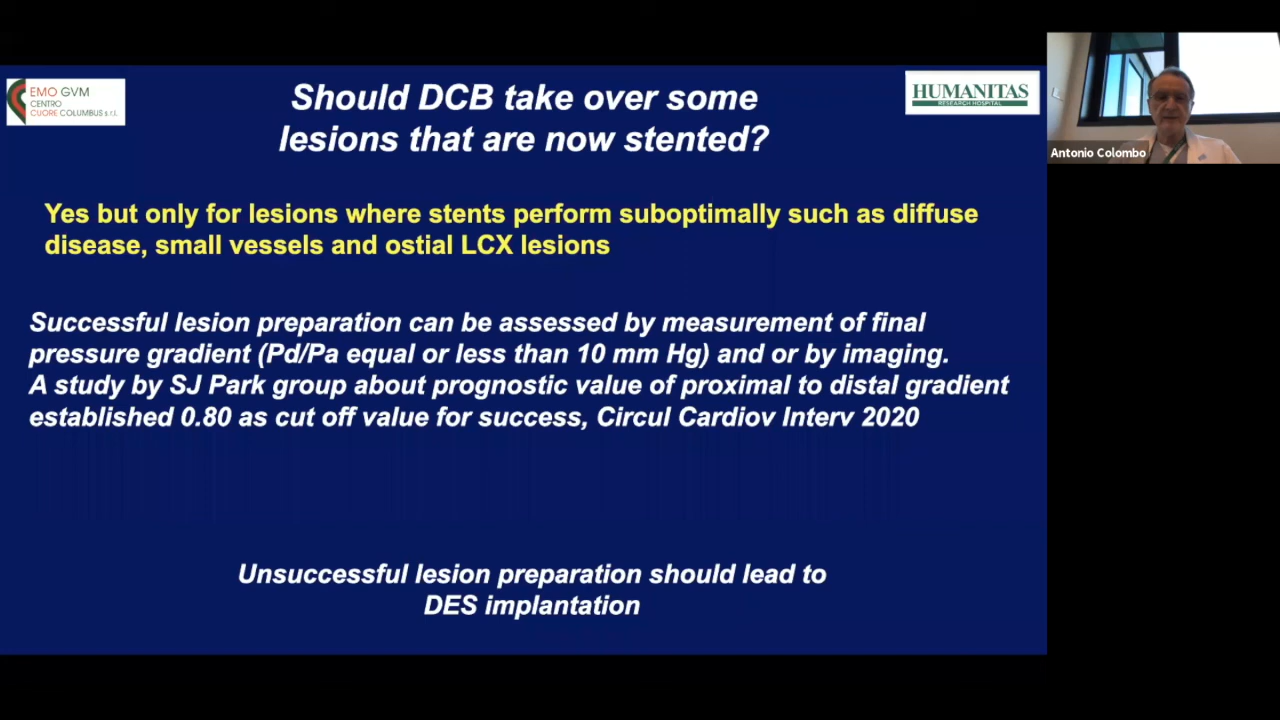 EMO GVM
CENTRO
CUORE COLUMBUS s.r.l.
Should DCB take over some
lesions that are now stented?
HUMANITAS
RESEARCH HOSPITAL
Antonio Colombo
Yes but only for lesions where stents perform suboptimally such as diffuse
disease, small vessels and ostial LCX lesions
Successful lesion preparation can be assessed by measurement of final
pressure gradient (Pd/Pa equal or less than 10 mm Hg) and or by imaging.
A study by SJ Park group about prognostic value of proximal to distal gradient
established 0.80 as cut off value for success, Circul Cardiov Interv 2020
Unsuccessful lesion preparation should lead to
DES implantation